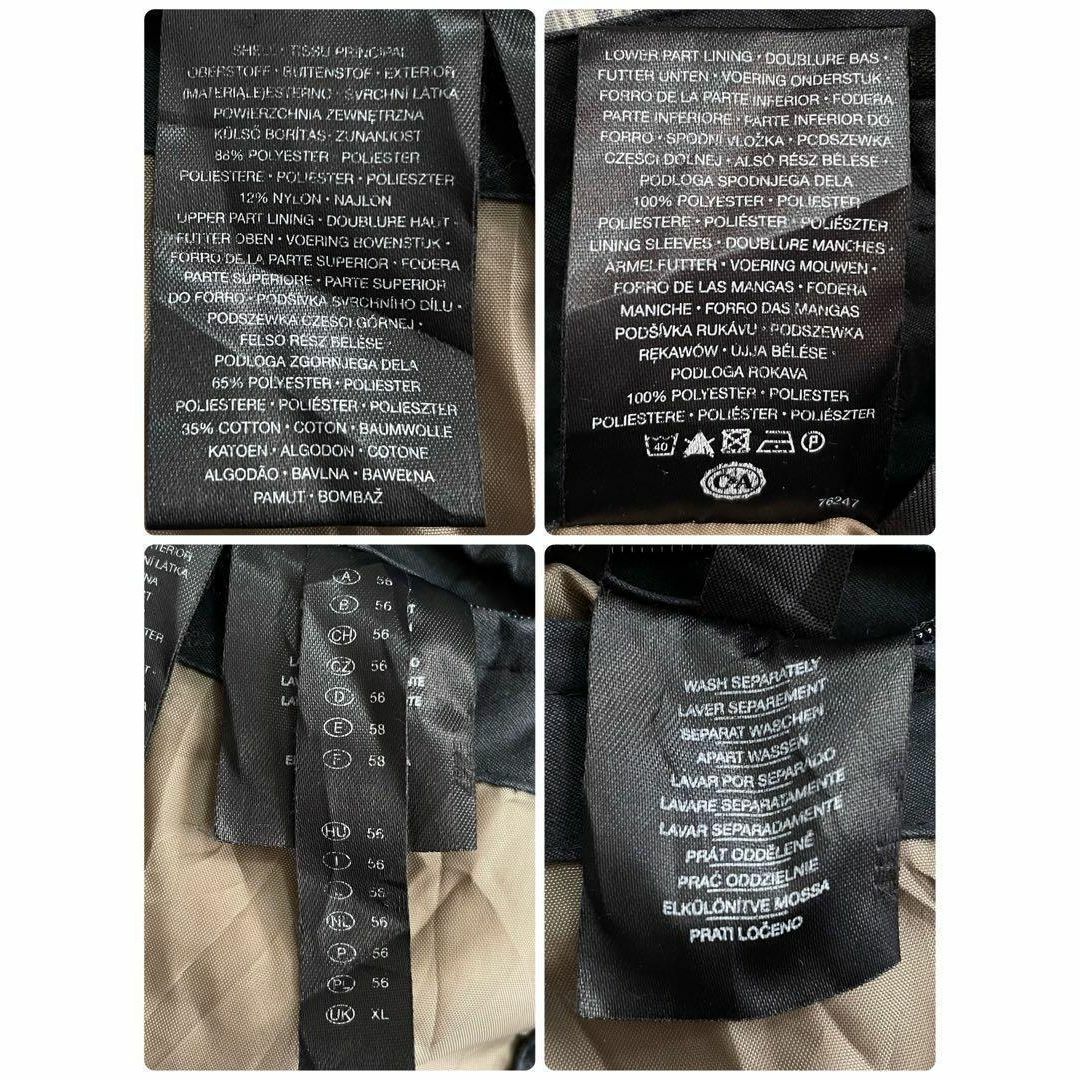 SHELL • TISSU PRINCIPAL
OBERSTOFF • BUITENSTOF • EXTERIOR
(MATERIALE)ESTERNO • SVRCHNÍ LÁTKA
POWIERZCHNIA ZEWNĘTRZNA
KÜLSŐ BORÍTÁS • ZUNANJOST
88% POLYESTER • POLIESTER
POLIESTERE • POLIÉSTER • POLIESZTER
12% NYLON • NAJLON
UPPER PART LINING • DOUBLURE HAUT •
FUTTER OBEN • VOERING BOVENSTUK •
FORRO DE LA PARTE SUPERIOR • FODERA
PARTE SUPERIORE • PARTE SUPERIOR
DO FORRO • PODŠÍVKA SVRCHNÍHO DÍLU •
PODSZEWKA CZĘŚCI GÓRNEJ •
FELSŐ RÉSZ BÉLÉSE
PODLOGA ZGORNJEGA DELA
65% POLYESTER • POLIESTER
POLIESTERE • POLIÉSTER • POLIESZTER
35% COTTON • COTON • BAUMWOLLE
KATOEN • ALGODÓN • COTONE
ALGODÃO • BAVLNA • BAWEŁNA
PAMUT • BOMBAŽ
LOWER PART LINING • DOUBLURE BAS •
FUTTER UNTEN • VOERING ONDERSTUK •
FORRO DE LA PARTE INFERIOR • FODERA
PARTE INFERIORE • PARTE INFERIOR DO
FORRO • SPODNÍ VLOŽKA • PODSZEWKA
CZĘŚCI DOLNEJ • ALSÓ RÉSZ BÉLÉSE •
PODLOGA SPODNJEGA DELA
100% POLYESTER • POLIESTER
POLIESTERE • POLIÉSTER • POLIÉSZTER
LINING SLEEVES • DOUBLURE MANCHES •
ÄRMELFUTTER • VOERING MOUWEN •
FORRO DE LAS MANGAS • FODERA
MANICHE • FORRO DAS MANGAS
PODŠÍVKA RUKÁVU • PODSZEWKA
RĘKAWÓW • UJJA BÉLÉSE •
PODLOGA ROKAVA
100% POLYESTER • POLIESTER
POLIESTERE • POLIÉSTER • POLIÉSZTER
40 P
C&A
76247
TERIOR
NÍ LÁTKA
NA
TER
A 56
B 56
CH 56
CZ 56
D 56
E 58
F 58
HU 56
I 56
56
NL 56
P 56
PL 56
UK XL
WASH SEPARATELY
LAVER SEPAREMENT
SEPARAT WASCHEN
APART WASSEN
LAVAR POR SEPARADO
LAVARE SEPARATAMENTE
LAVAR SEPARADAMENTE
PRÁT ODDĚLENĚ
PRAĆ ODDZIELNIE
ELKÜLÖNÍTVE MOSSA
PRATI LOČENO